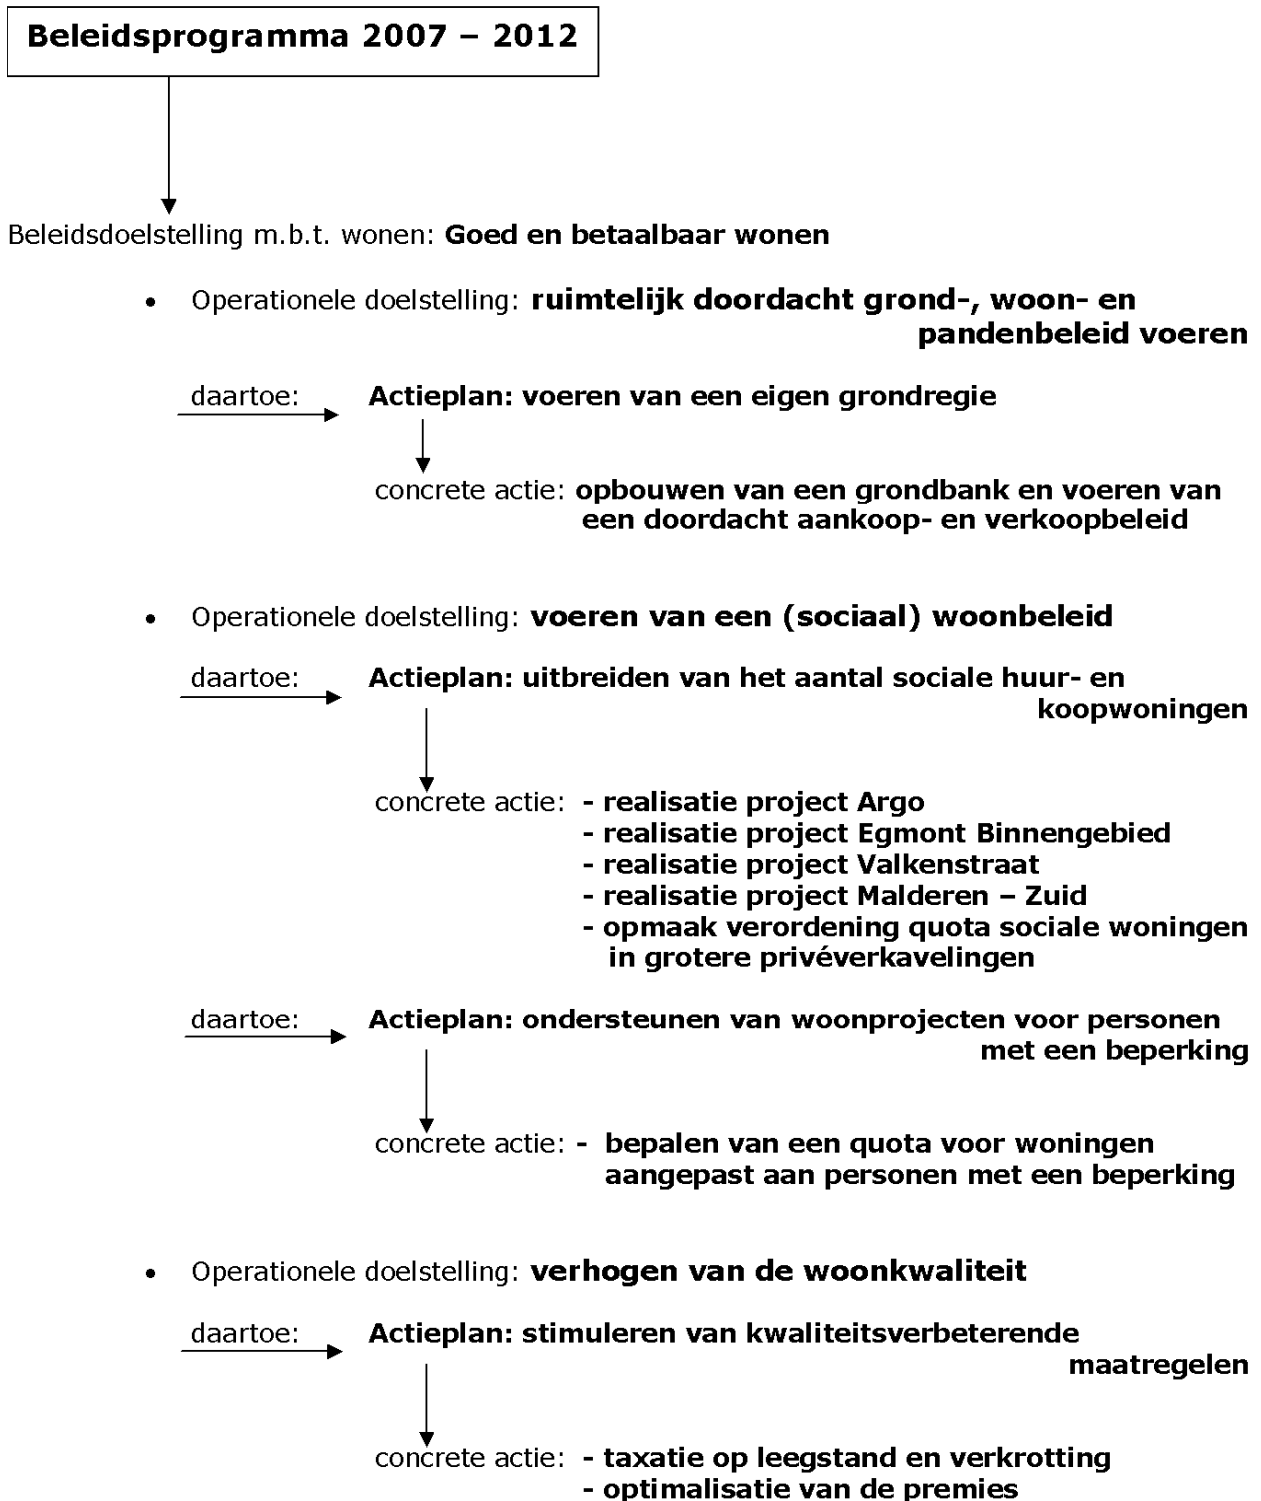 Beleidsprogramma 2007 – 2012
Beleidsdoelstelling m.b.t. wonen: Goed en betaalbaar wonen
• Operationele doelstelling: ruimtelijk doordacht grond-, woon- en
pandenbeleid voeren
daartoe: Actieplan: voeren van een eigen grondregie
concrete actie: opbouwen van een grondbank en voeren van
een doordacht aankoop- en verkoopbeleid
• Operationele doelstelling: voeren van een (sociaal) woonbeleid
daartoe: Actieplan: uitbreiden van het aantal sociale huur- en
koopwoningen
concrete actie: - realisatie project Argo
- realisatie project Egmont Binnengebied
- realisatie project Valkenstraat
- realisatie project Malderen – Zuid
- opmaak verordening quota sociale woningen
in grotere privéverkavelingen
daartoe: Actieplan: ondersteunen van woonprojecten voor personen
met een beperking
concrete actie: - bepalen van een quota voor woningen
aangepast aan personen met een beperking
• Operationele doelstelling: verhogen van de woonkwaliteit
daartoe: Actieplan: stimuleren van kwaliteitsverbeterende
maatregelen
concrete actie: - taxatie op leegstand en verkrotting
- optimalisatie van de premies